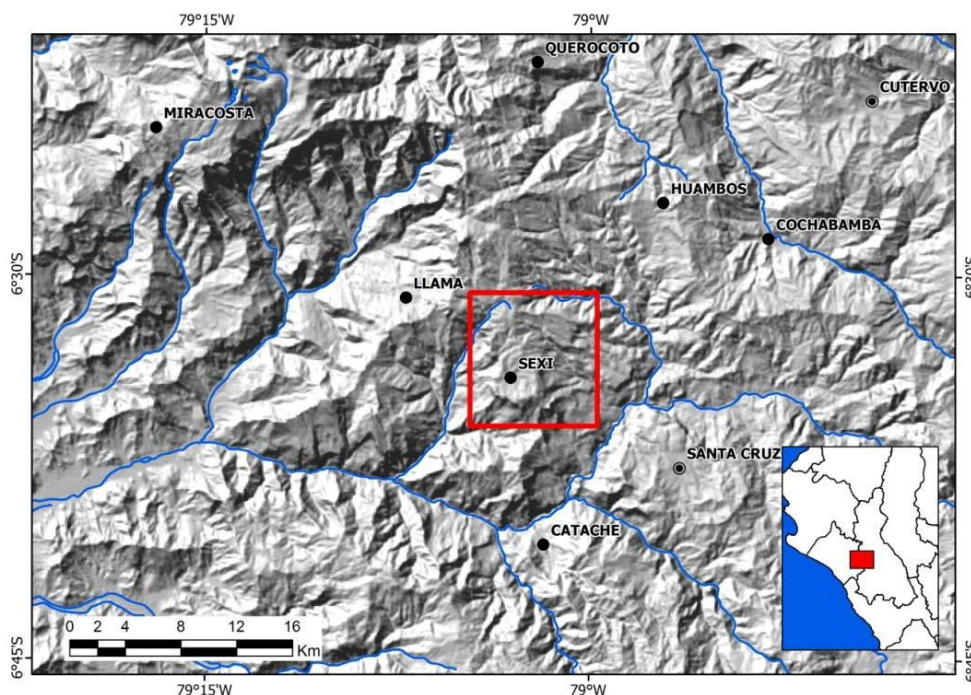 79°15'W
79°W
QUEROCOTO
CUTERVO
MIRACOSTA
HUAMBOS
COCHABAMBA
6°30'S
6°30'S
LLAMA
SEXI
SANTA CRUZ
CATACHE
0 2 4 8 12 16
Km
6°45'S
6°45'S
79°15'W
79°W